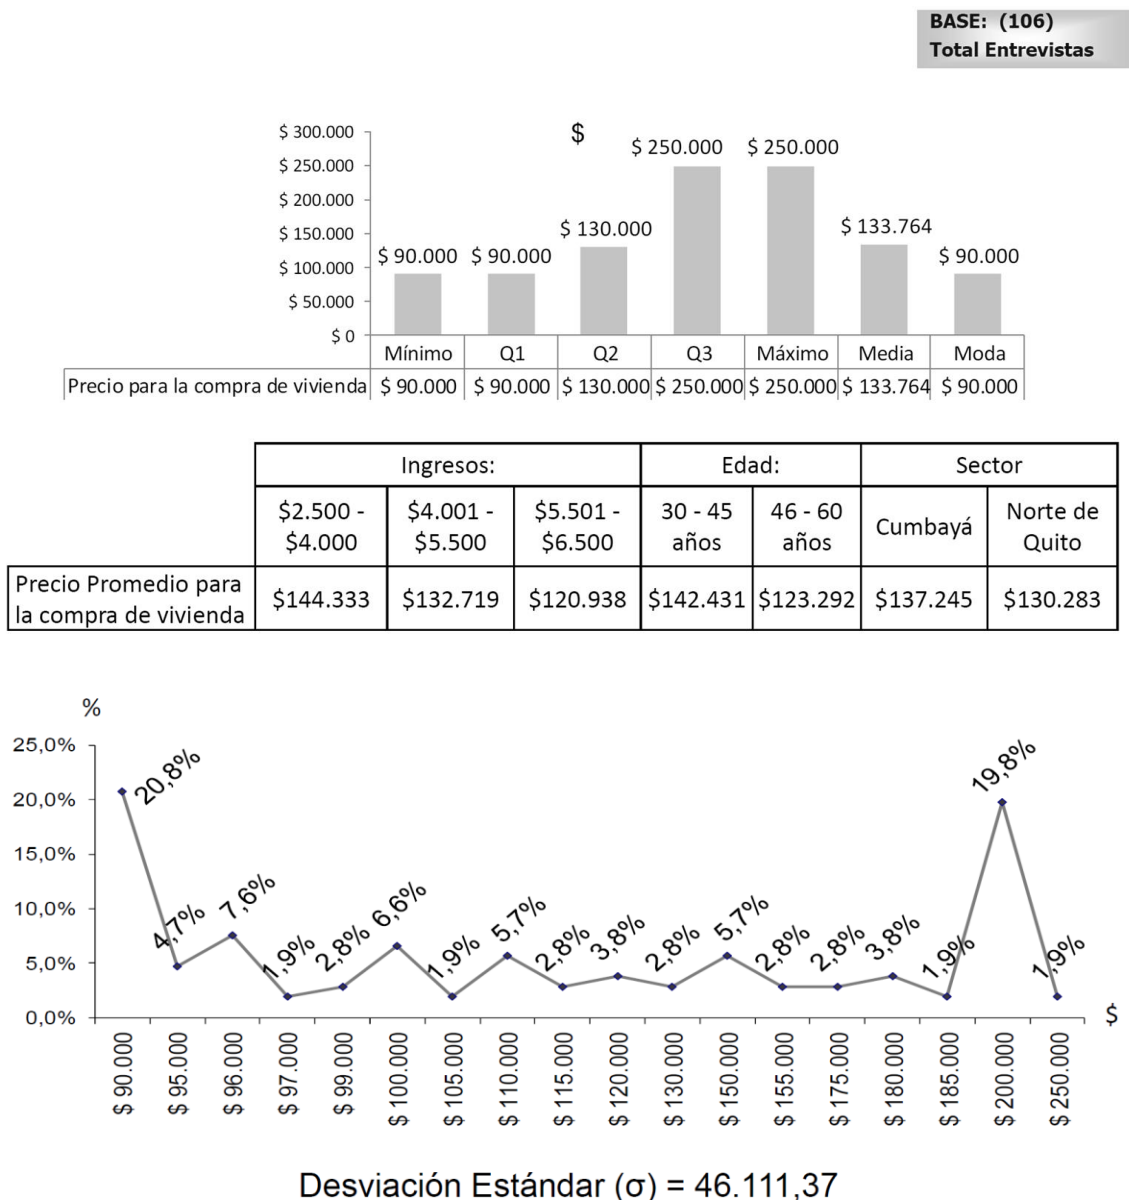 BASE: (106)
Total Entrevistas
$
$ 300.000
$ 250.000
$ 200.000
$ 150.000
$ 100.000
$ 50.000
$ 0
$ 90.000 $ 90.000 $ 130.000 $ 250.000 $ 250.000 $ 133.764 $ 90.000
Mínimo Q1 Q2 Q3 Máximo Media Moda
Precio para la compra de vivienda $ 90.000 $ 90.000 $ 130.000 $ 250.000 $ 250.000 $ 133.764 $ 90.000
Ingresos: Edad: Sector
$2.500 - $4.001 - $5.501 - 30 - 45 46 - 60 Cumbayá Norte de
$4.000 $5.500 $6.500 años años Quito
Precio Promedio para
la compra de vivienda $144.333 $132.719 $120.938 $142.431 $123.292 $137.245 $130.283
%
25,0%
20,0%
15,0%
10,0%
5,0%
0,0%
20,8% 4,7% 7,6% 1,9% 2,8% 6,6% 1,9% 5,7% 2,8% 3,8% 2,8% 5,7% 2,8% 2,8% 3,8% 1,9% 19,8% 1,9%
$
$ 90.000 $ 95.000 $ 96.000 $ 97.000 $ 99.000 $ 100.000 $ 105.000 $ 110.000 $ 115.000 $ 120.000 $ 130.000 $ 150.000 $ 155.000 $ 175.000 $ 180.000 $ 185.000 $ 200.000 $ 250.000
Desviación Estándar (σ) = 46.111,37